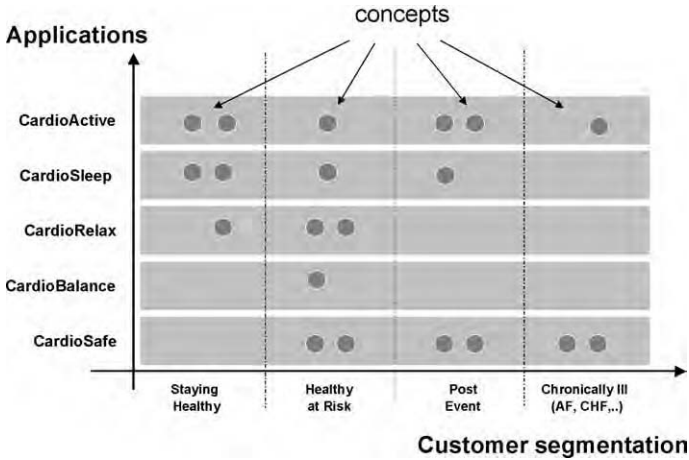 concepts
Applications
CardioActive
CardioSleep
CardioRelax
CardioBalance
CardioSafe
Staying
Healthy
Healthy
at Risk
Post
Event
Chronically Ill
(AF, CHF,..)
Customer segmentation